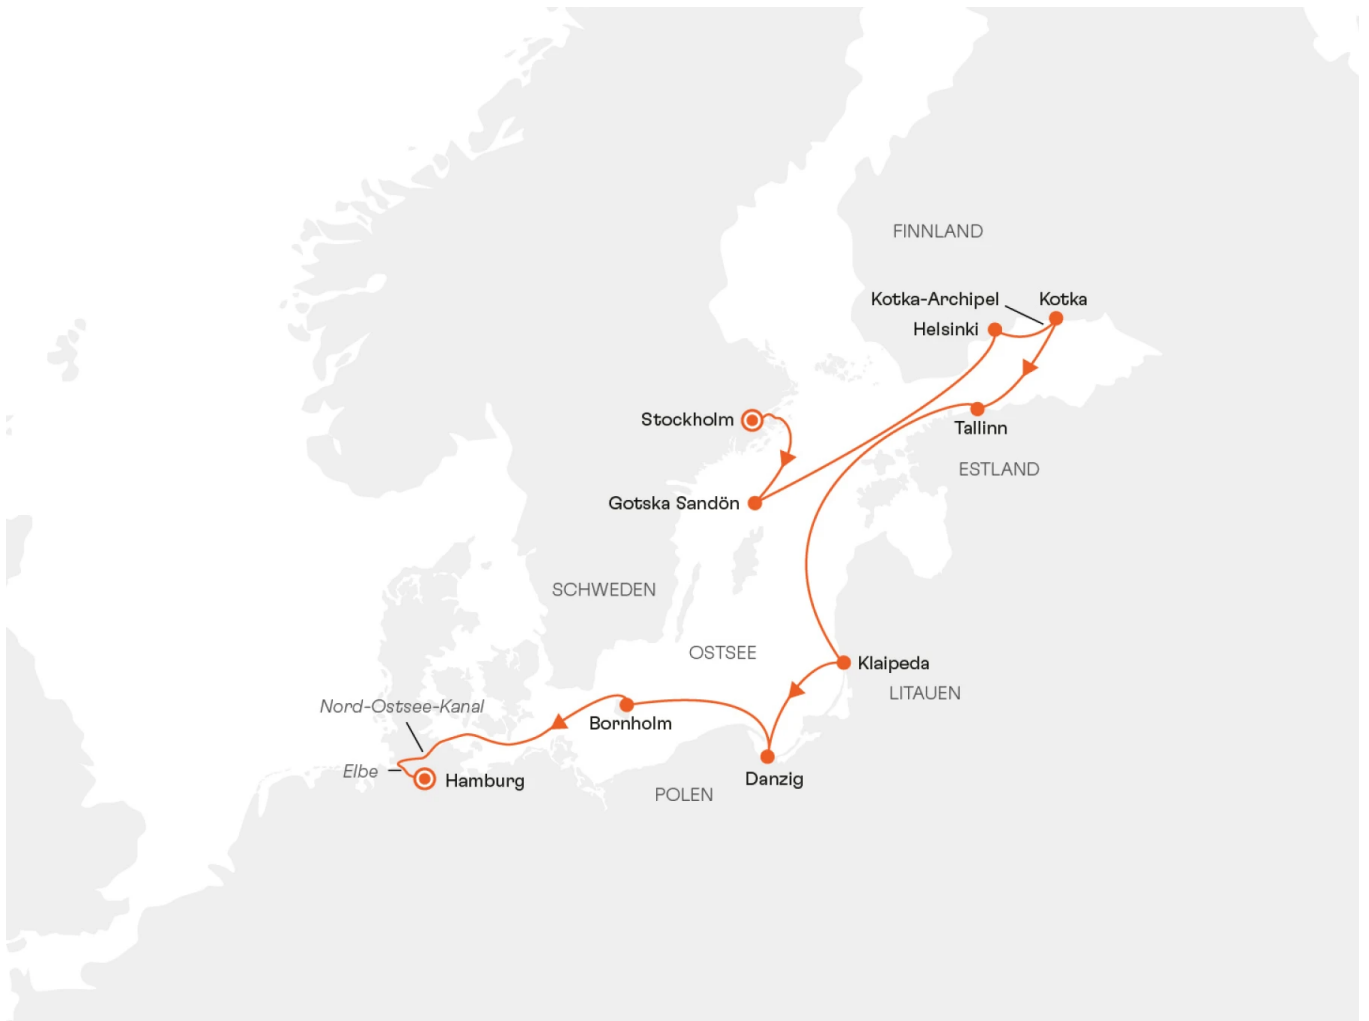 FINNLAND
Kotka-Archipel
Kotka
Helsinki
Stockholm
Tallinn
ESTLAND
Gotska Sandön
SCHWEDEN
OSTSEE
Klaipeda
LITAUEN
Nord-Ostsee-Kanal
Bornholm
Elbe
Hamburg
Danzig
POLEN